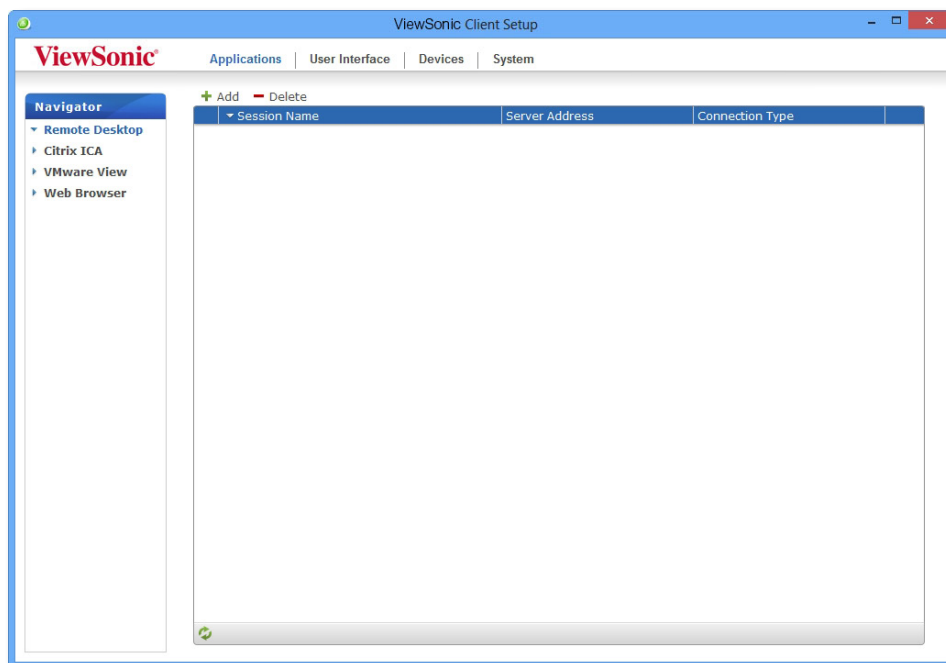 ViewSonic Client Setup
ViewSonic®
Applications | User Interface | Devices | System
Navigator
Remote Desktop
Citrix ICA
VMware View
Web Browser
Add Delete
Session Name Server Address Connection Type